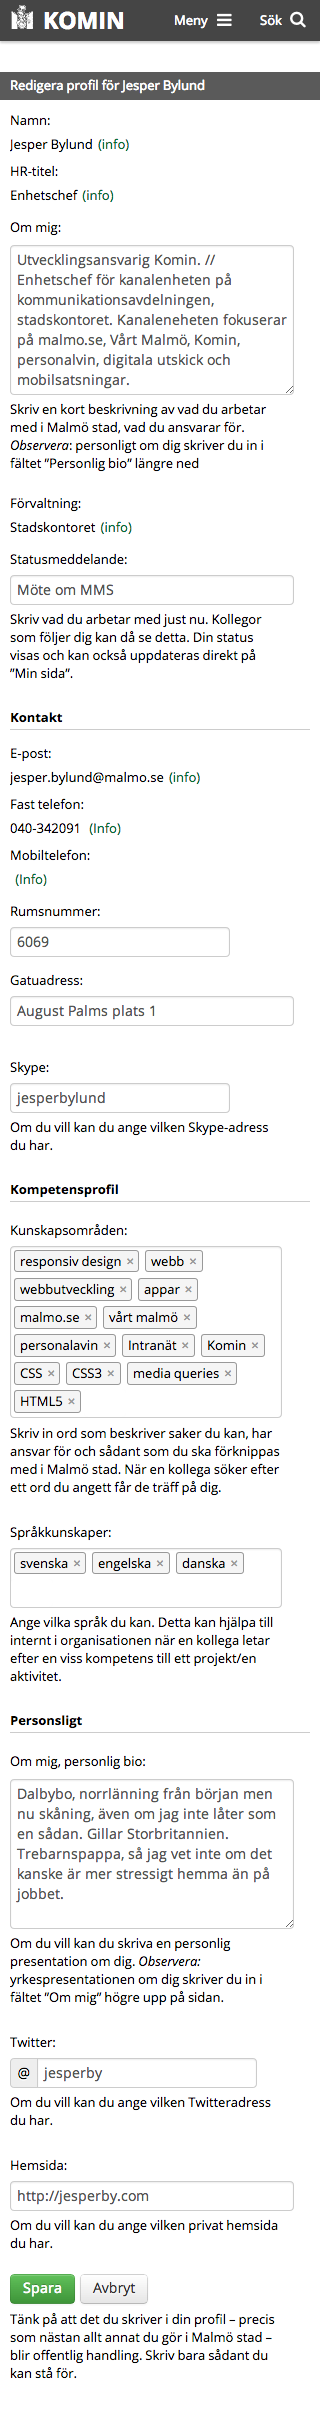 KOMIN Meny Sök
Redigera profil för Jesper Bylund
Namn:
Jesper Bylund (info)
HR-titel:
Enhetschef (info)
Om mig:
Utvecklingsansvarig Komin. //
Enhetschef för kanalenheten på
kommunikationsavdelningen,
stadskontoret. Kanaleneheten fokuserar
på malmo.se, Vårt Malmö, Komin,
personalvin, digitala utskick och
mobilsatsningar.
Skriv en kort beskrivning av vad du arbetar
med i Malmö stad, vad du ansvarar för.
Observera: personligt om dig skriver du in i
fältet ”Personlig bio” längre ned
Förvaltning:
Stadskontoret (info)
Statusmeddelande:
Möte om MMS
Skriv vad du arbetar med just nu. Kollegor
som följer dig kan då se detta. Din status
visas och kan också uppdateras direkt på
”Min sida”.
Kontakt
E-post:
jesper.bylund@malmo.se (info)
Fast telefon:
040-342091 (Info)
Mobiltelefon:
(Info)
Rumsnummer:
6069
Gatuadress:
August Palms plats 1
Skype:
jesperbylund
Om du vill kan du ange vilken Skype-adress
du har.
Kompetensprofil
Kunskapsområden:
responsiv design × webb ×
webbutveckling × appar ×
malmo.se × vårt malmö ×
personalavin × Intranät × Komin ×
CSS × CSS3 × media queries ×
HTML5 ×
Skriv in ord som beskriver saker du kan, har
ansvar för och sådant som du ska förknippas
med i Malmö stad. När en kollega söker efter
ett ord du angett får de träff på dig.
Språkkunskaper:
svenska × engelska × danska ×
Ange vilka språk du kan. Detta kan hjälpa till
internt i organisationen när en kollega letar
efter en viss kompetens till ett projekt/en
aktivitet.
Personsligt
Om mig, personlig bio:
Dalbybo, norrlänning från början men
nu skåning, även om jag inte låter som
en sådan. Gillar Storbritannien.
Trebarnspappa, så jag vet inte om det
kanske är mer stressigt hemma än på
jobbet.
Om du vill kan du skriva en personlig
presentation om dig. Observera:
yrkespresentationen om dig skriver du in i
fältet ”Om mig” högre upp på sidan.
Twitter:
@ jesperby
Om du vill kan du ange vilken Twitteradress
du har.
Hemsida:
http://jesperby.com
Om du vill kan du ange vilken privat hemsida
du har.
Spara Avbryt
Tänk på att det du skriver i din profil – precis
som nästan allt annat du gör i Malmö stad –
blir offentlig handling. Skriv bara sådant du
kan stå för.